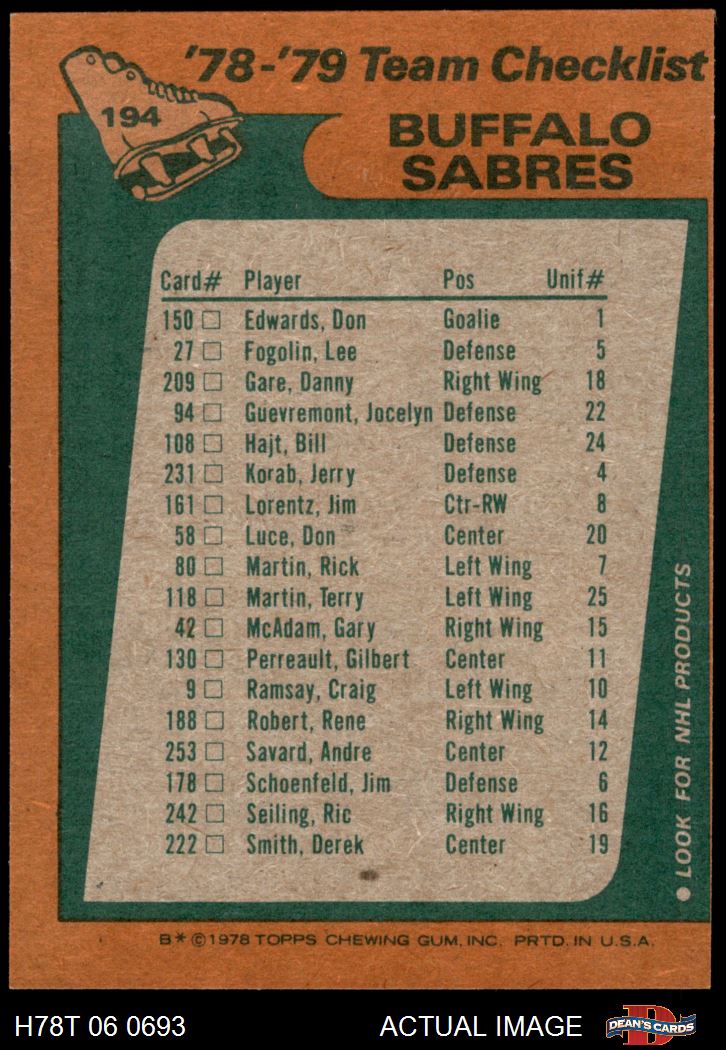 '78-'79 Team Checklist
194
BUFFALO
SABRES
Card# Player Pos Unif#
150 □ Edwards, Don Goalie 1
27 □ Fogolin, Lee Defense 5
209 □ Gare, Danny Right Wing 18
94 □ Guevremont, Jocelyn Defense 22
108 □ Hajt, Bill Defense 24
231 □ Korab, Jerry Defense 4
161 □ Lorentz, Jim Ctr-RW 8
58 □ Luce, Don Center 20
80 □ Martin, Rick Left Wing 7
118 □ Martin, Terry Left Wing 25
42 □ McAdam, Gary Right Wing 15
130 □ Perreault, Gilbert Center 11
9 □ Ramsay, Craig Left Wing 10
188 □ Robert, Rene Right Wing 14
253 □ Savard, Andre Center 12
178 □ Schoenfeld, Jim Defense 6
242 □ Seiling, Ric Right Wing 16
222 □ Smith, Derek Center 19
● LOOK FOR NHL PRODUCTS
B* © 1978 TOPPS CHEWING GUM, INC. PRTD. IN U.S.A.
H78T 06 0693 ACTUAL IMAGE
D
DEAN'S CARDS